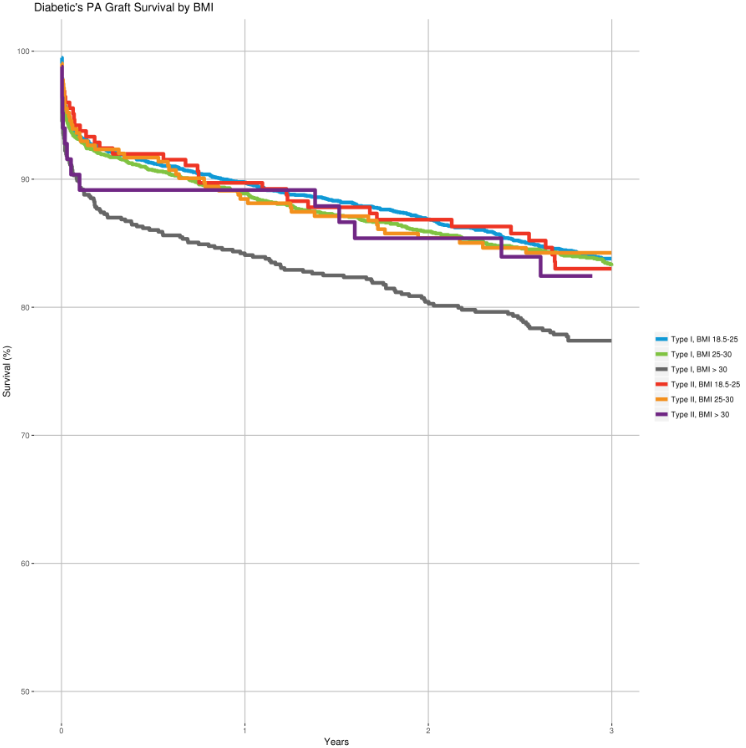 Diabetic's PA Graft Survival by BMI
100
90
80
70
60
50
Survival (%)
0
1
2
3
Years
Type I, BMI 18.5-25
Type I, BMI 25-30
Type I, BMI > 30
Type II, BMI 18.5-25
Type II, BMI 25-30
Type II, BMI > 30